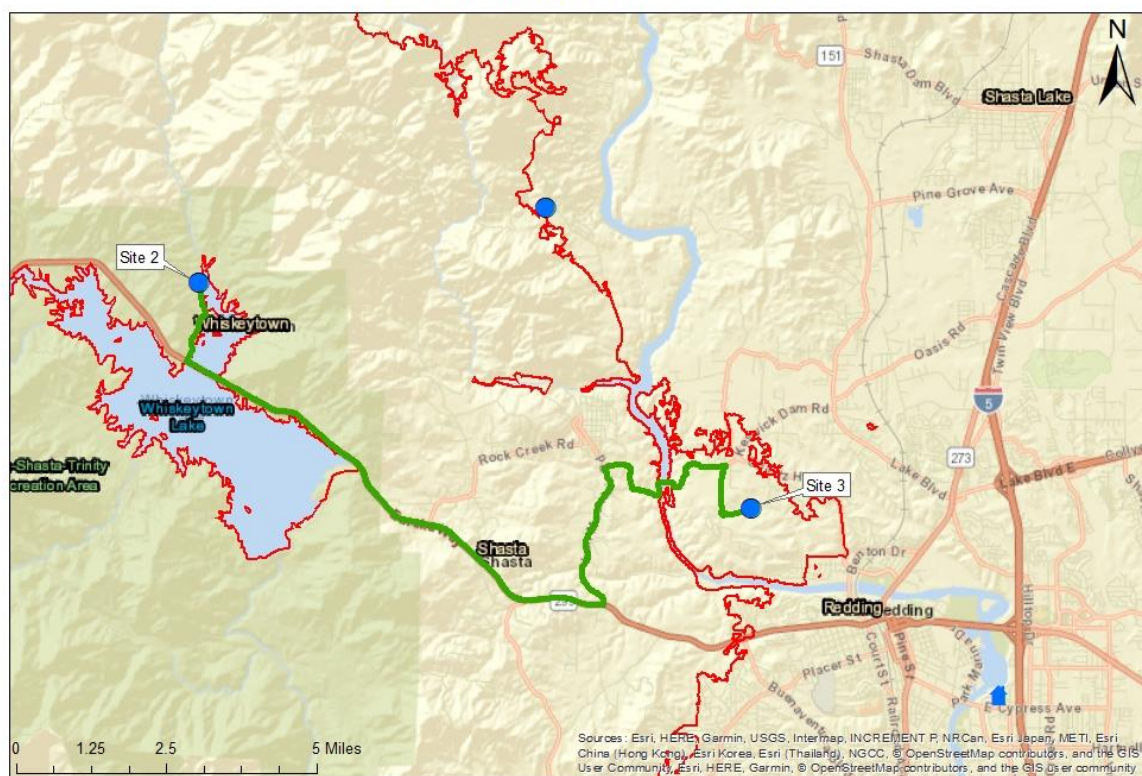 N
151
Shasta Dam Blvd
Shasta Lake
Pine Grove Ave
Cascade Blvd
Twin View Blvd
Oasis Rd
Site 2
Whiskeytown
Whiskeytown
Lake
-Shasta-Trinity
creation Area
5
Keswick Dam Rd
Rock Creek Rd
273
Lake Blvd
Lake Blvd E
Site 3
Shasta
Shasta
Benton Dr
Redding
Hilltop Dr
Placer St
Court St
Pine St
E Cypress Ave
0 1.25 2.5 5 Miles
Sources: Esri, HERE, Garmin, USGS, Intermap, INCREMENT P, NRCan, Esri Japan, METI, Esri
China (Hong Kong), Esri Korea, Esri (Thailand), NGCC, © OpenStreetMap contributors, and the GIS
User Community, Esri, HERE, Garmin, © OpenStreetMap contributors, and the GIS user community